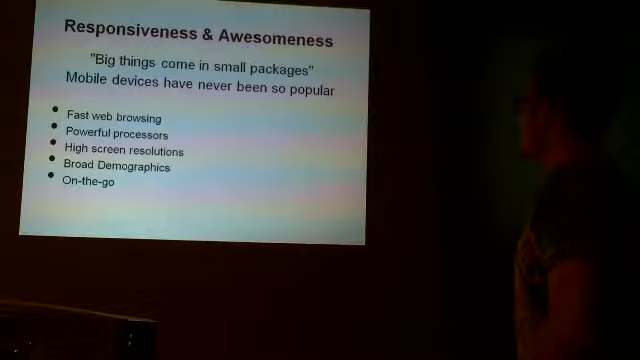 Responsiveness & Awesomeness
"Big things come in small packages"
Mobile devices have never been so popular
• Fast web browsing
• Powerful processors
• High screen resolutions
• Broad Demographics
• On-the-go